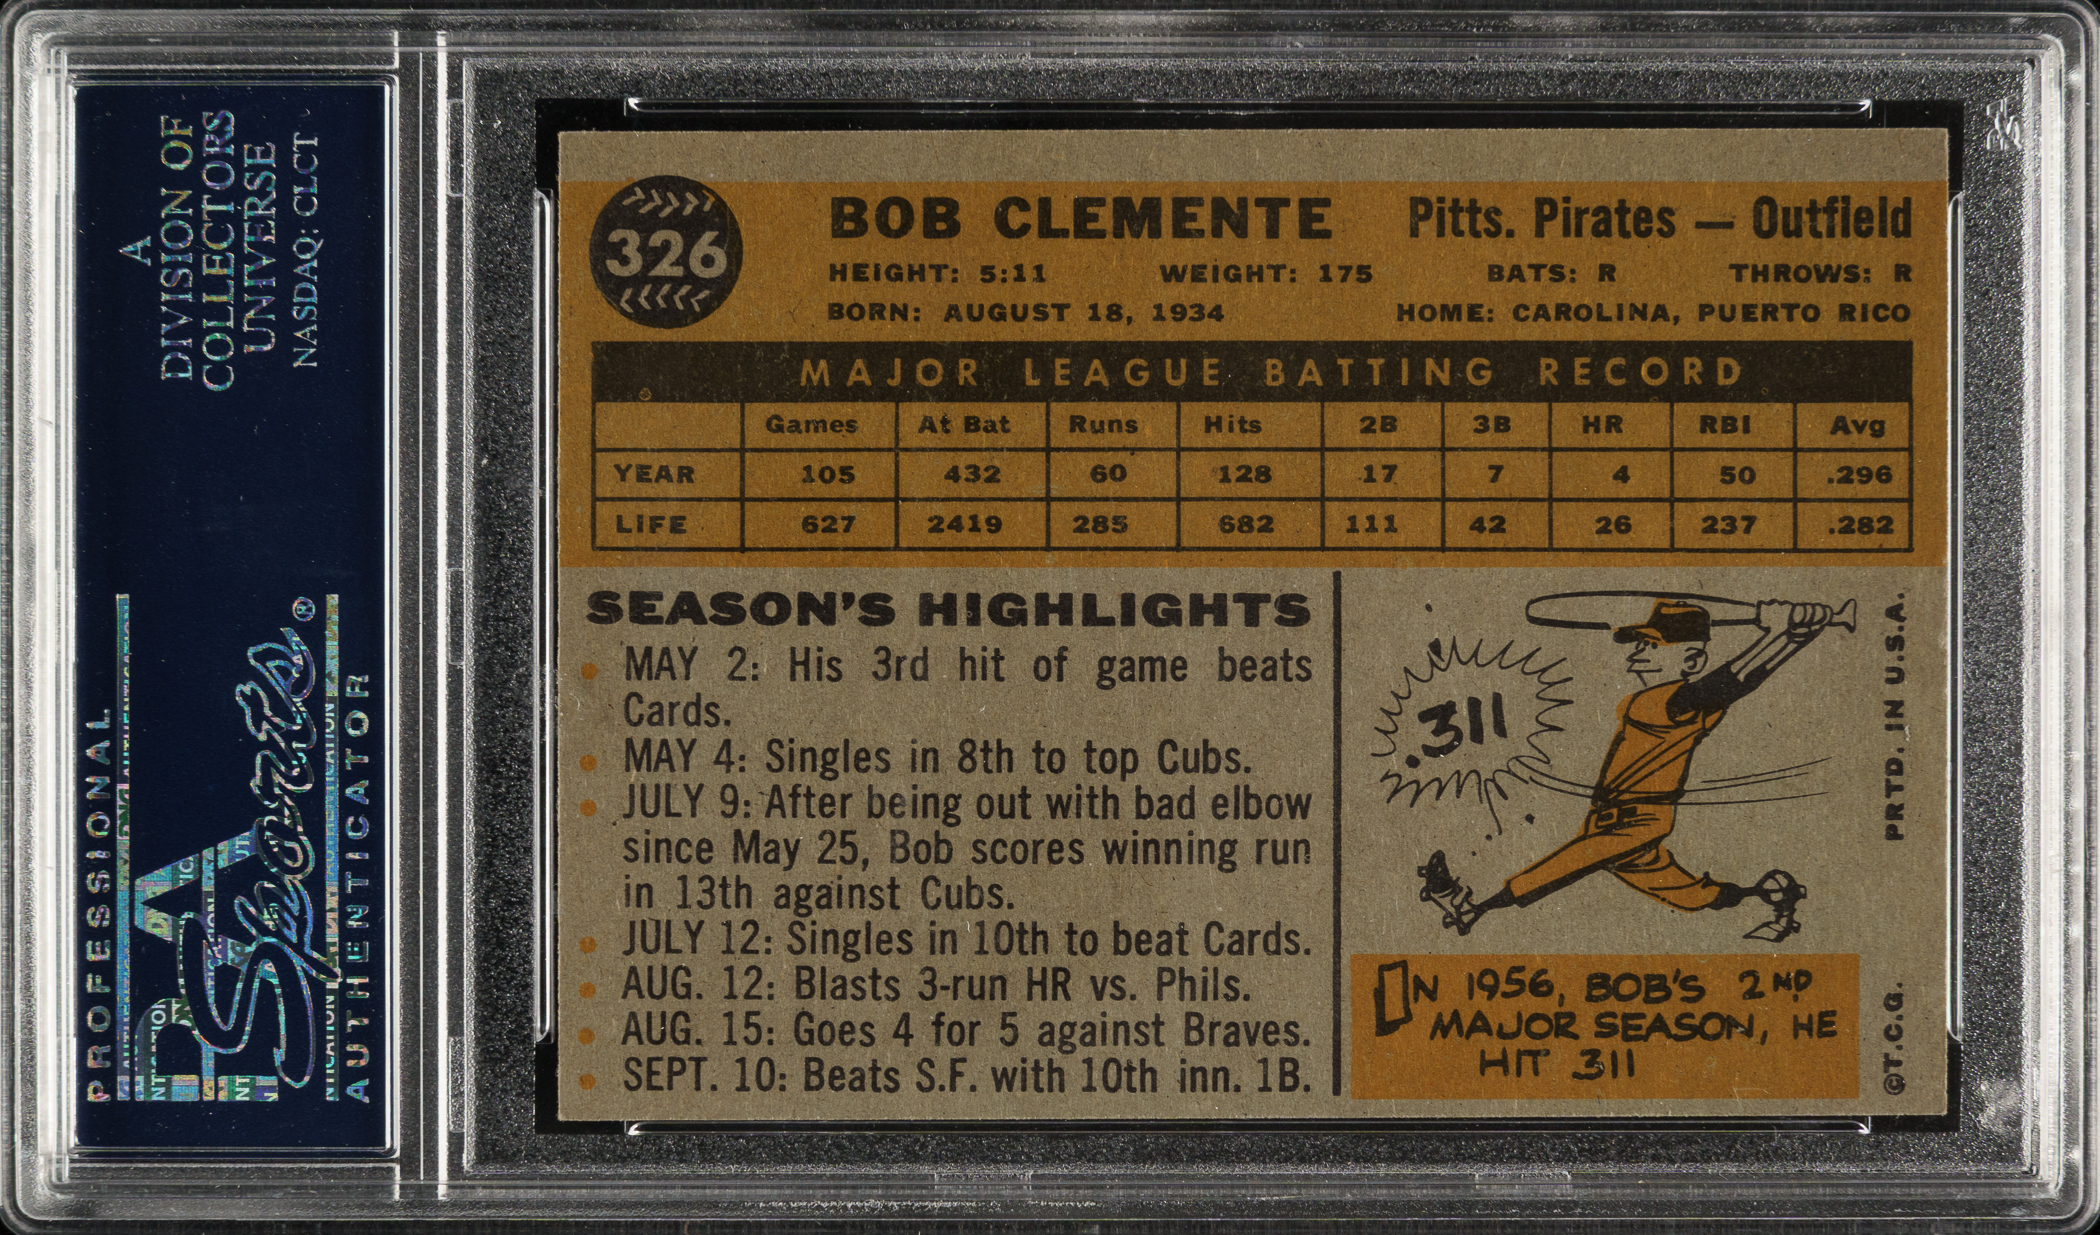 A
DIVISION OF
COLLECTORS
UNIVERSE
NASDAQ: CLCT
PROFESSIONAL
PSA
Sports®
AUTHENTICATOR
PSA
326
BOB CLEMENTE Pitts. Pirates — Outfield
HEIGHT: 5:11 WEIGHT: 175 BATS: R THROWS: R
BORN: AUGUST 18, 1934 HOME: CAROLINA, PUERTO RICO
MAJOR LEAGUE BATTING RECORD
Games At Bat Runs Hits 2B 3B HR RBI Avg
YEAR 105 432 60 128 17 7 4 50 .296
LIFE 627 2419 285 682 111 42 26 237 .282
SEASON'S HIGHLIGHTS
• MAY 2: His 3rd hit of game beats
Cards.
• MAY 4: Singles in 8th to top Cubs.
• JULY 9: After being out with bad elbow
since May 25, Bob scores winning run
in 13th against Cubs.
• JULY 12: Singles in 10th to beat Cards.
• AUG. 12: Blasts 3-run HR vs. Phils.
• AUG. 15: Goes 4 for 5 against Braves.
• SEPT. 10: Beats S.F. with 10th inn. 1B.
.311
IN 1956, BOB'S 2ND
MAJOR SEASON, HE
HIT 311
PRTD. IN U.S.A.
©T.C.G.